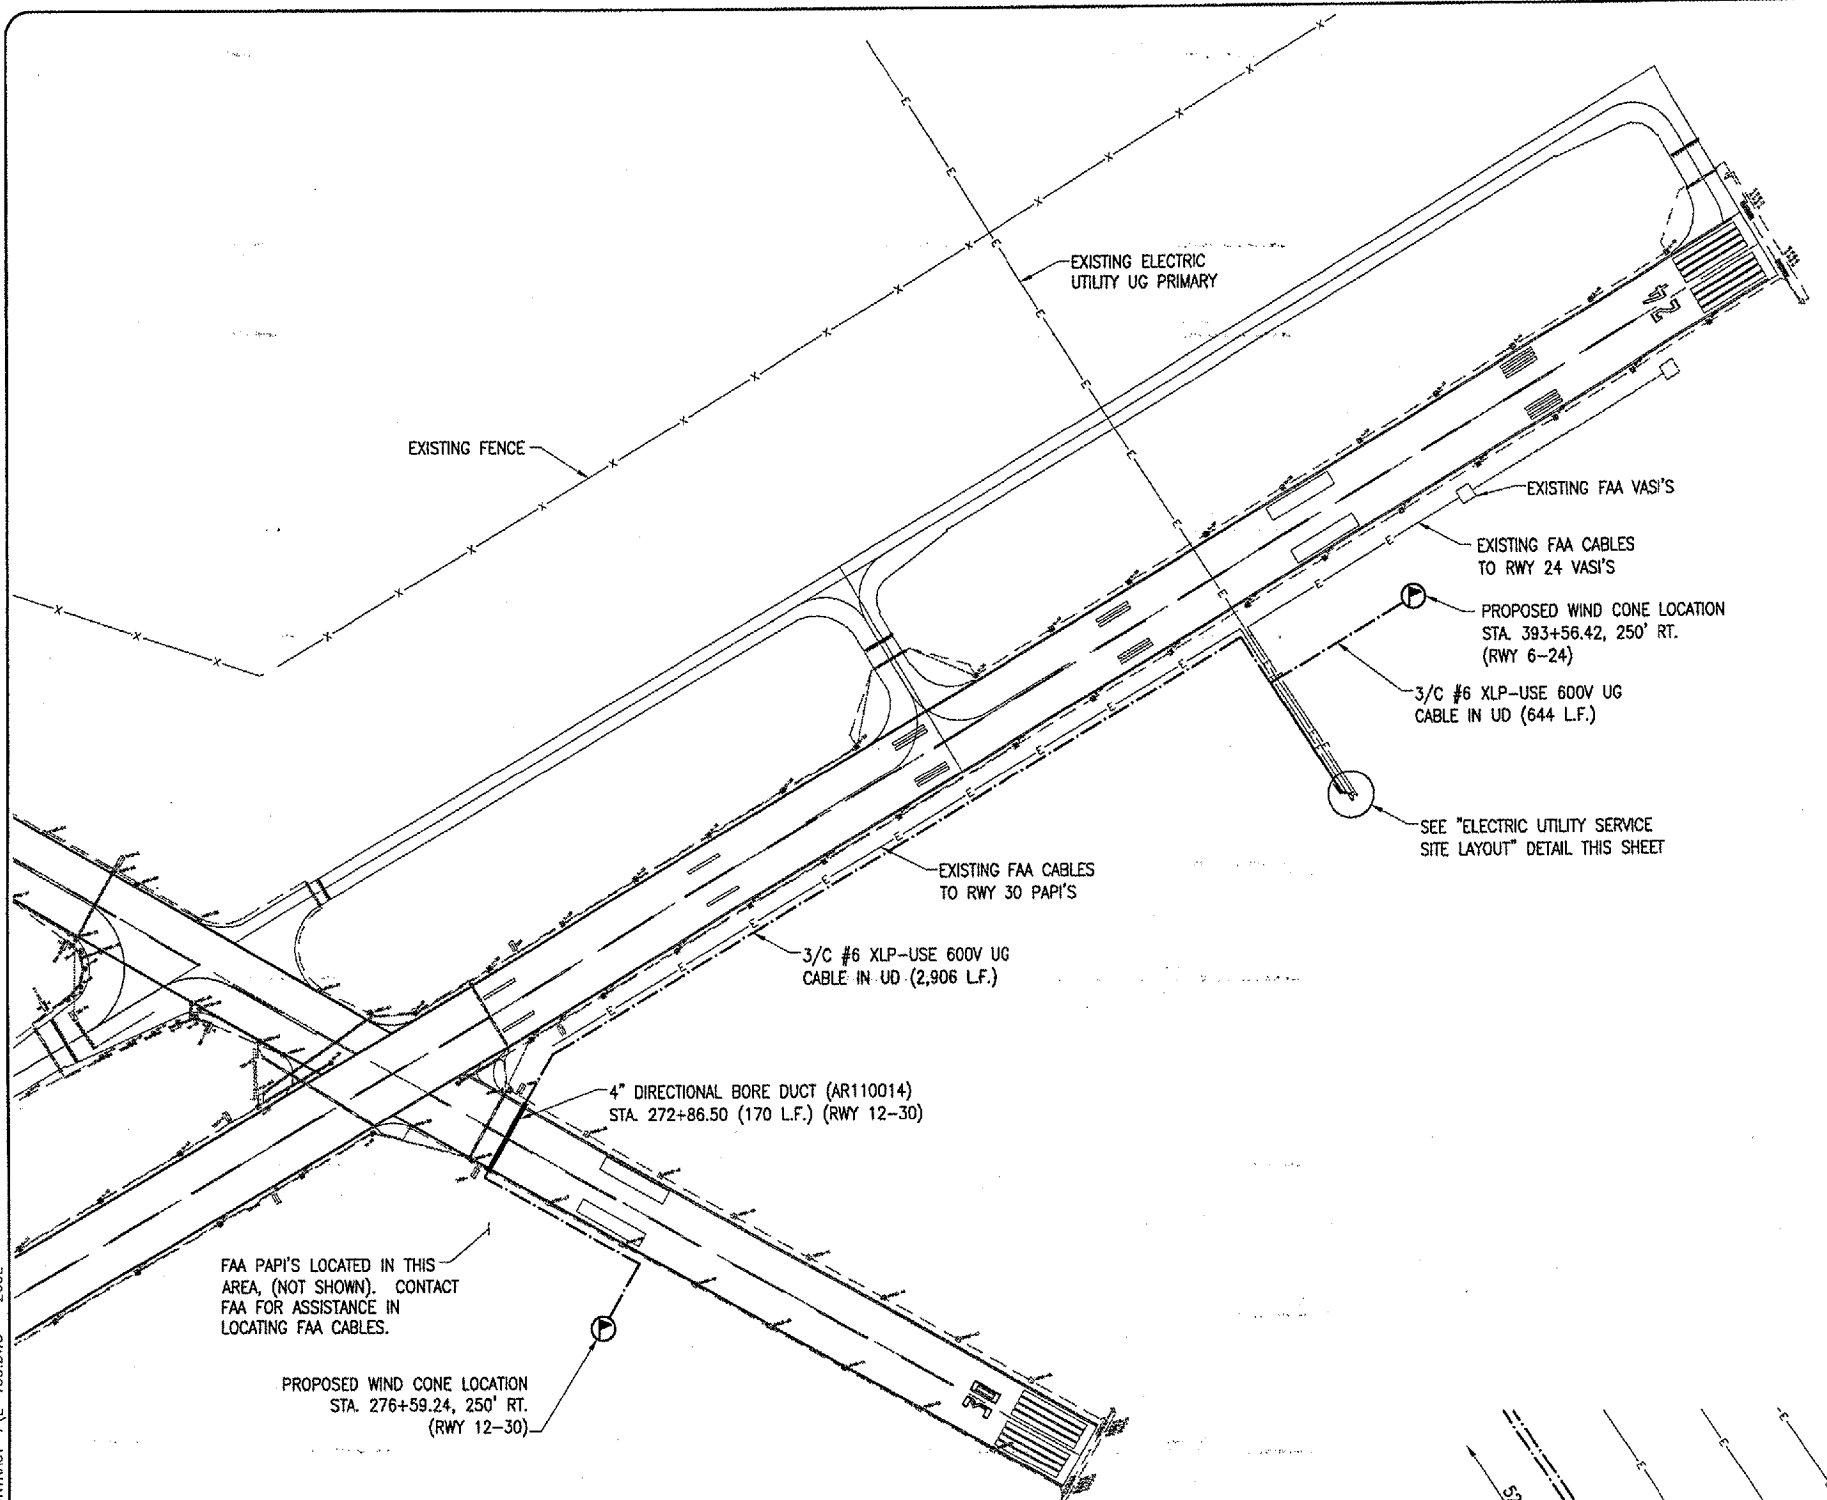 EXISTING ELECTRIC
UTILITY UG PRIMARY
24
EXISTING FENCE
EXISTING FAA VASI'S
EXISTING FAA CABLES
TO RWY 24 VASI'S
PROPOSED WIND CONE LOCATION
STA. 393+56.42, 250' RT.
(RWY 6-24)
3/C #6 XLP-USE 600V UG
CABLE IN UD (644 L.F.)
SEE "ELECTRIC UTILITY SERVICE
SITE LAYOUT" DETAIL THIS SHEET
EXISTING FAA CABLES
TO RWY 30 PAPI'S
3/C #6 XLP-USE 600V UG
CABLE IN UD (2,906 L.F.)
4" DIRECTIONAL BORE DUCT (AR110014)
STA. 272+86.50 (170 L.F.) (RWY 12-30)
FAA PAPI'S LOCATED IN THIS
AREA, (NOT SHOWN). CONTACT
FAA FOR ASSISTANCE IN
LOCATING FAA CABLES.
PROPOSED WIND CONE LOCATION
STA. 276+59.24, 250' RT.
(RWY 12-30)
30